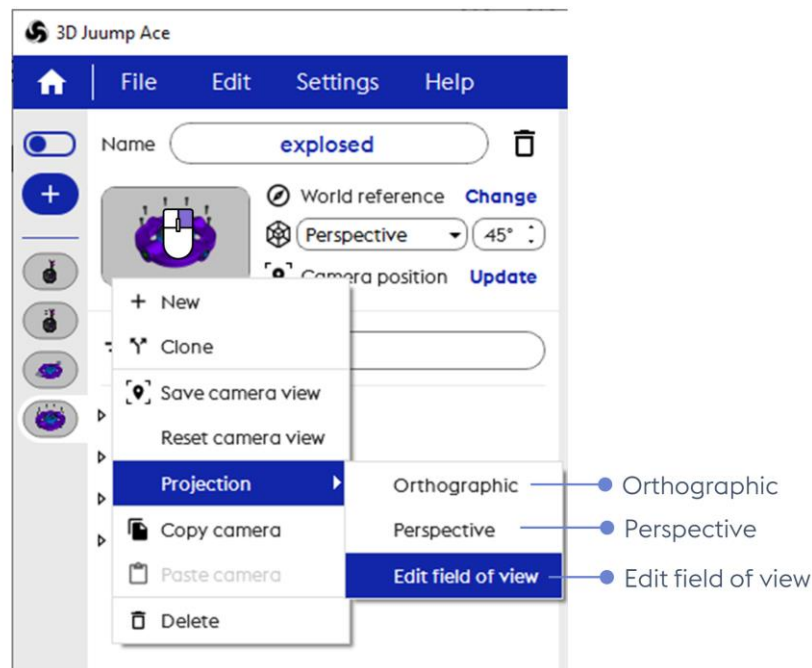 3D Juump Ace
File Edit Settings Help
Name explosed
World reference Change
Perspective 45°
Camera position Update
New
Clone
Save camera view
Reset camera view
Projection
Orthographic Orthographic
Perspective Perspective
Edit field of view Edit field of view
Copy camera
Paste camera
Delete